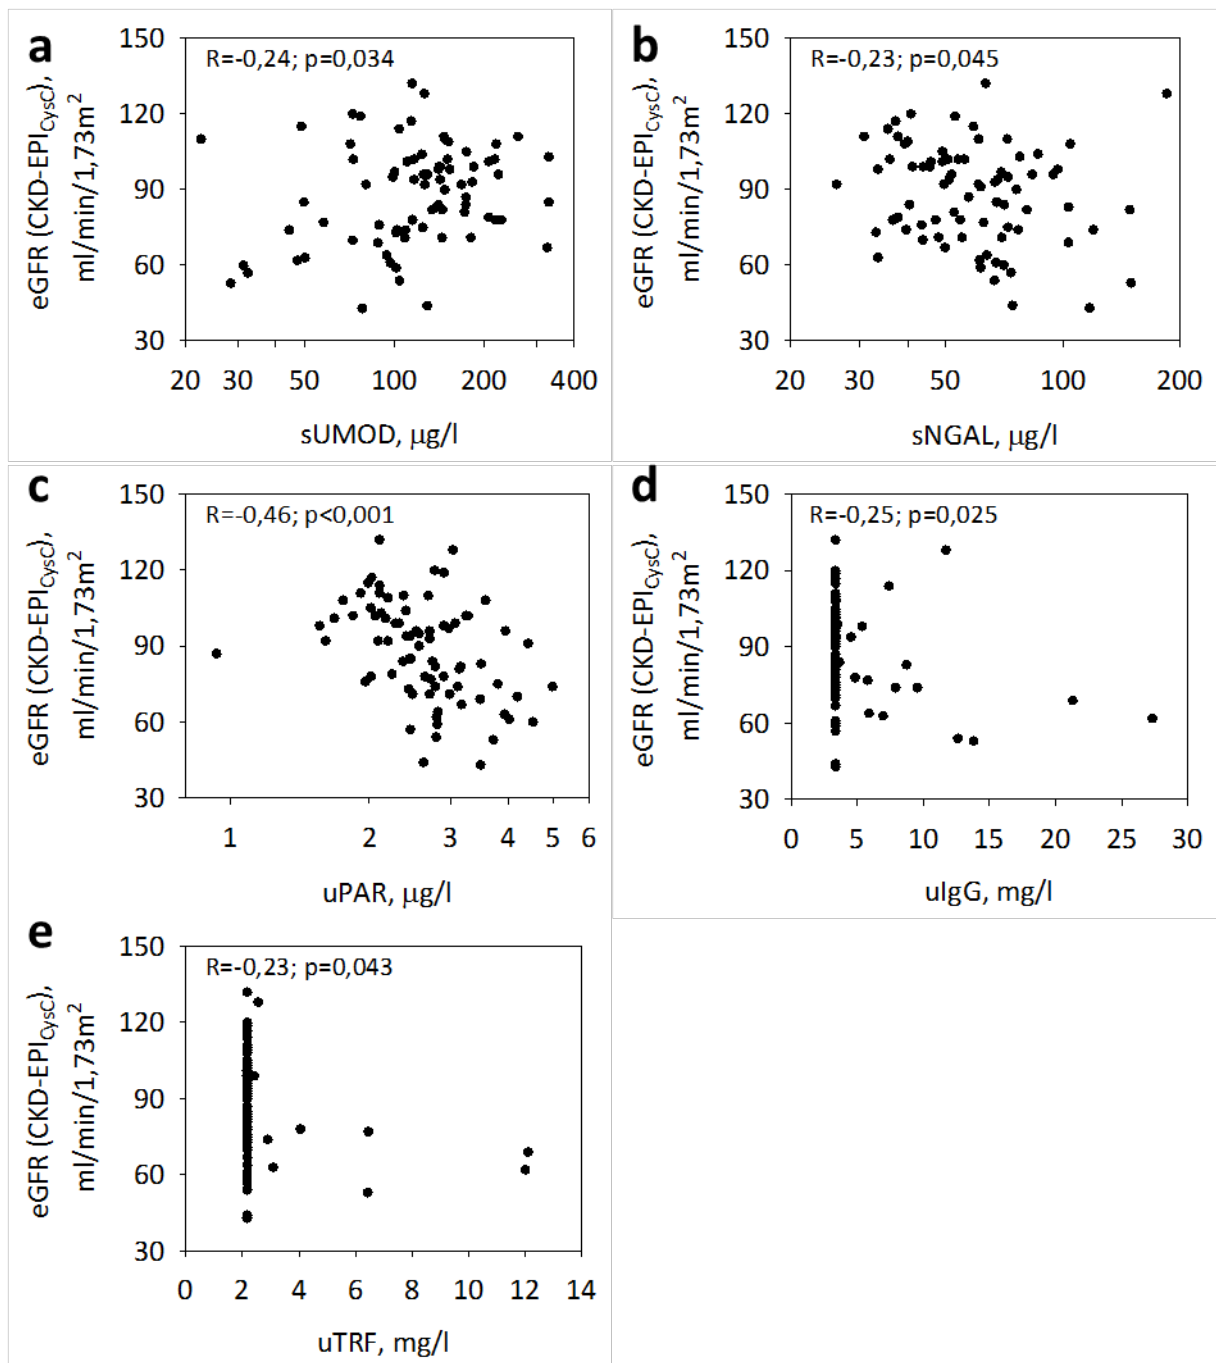 a
R=-0,24; p=0,034
eGFR (CKD-EPI_CysC),
ml/min/1,73m²
150
120
90
60
30
20 30 50 100 200 400
sUMOD, µg/l
b
R=-0,23; p=0,045
eGFR (CKD-EPI_CysC),
ml/min/1,73m²
150
120
90
60
30
20 30 50 100 200
sNGAL, µg/l
c
R=-0,46; p<0,001
eGFR (CKD-EPI_CysC),
ml/min/1,73m²
150
120
90
60
30
1 2 3 4 5 6
uPAR, µg/l
d
R=-0,25; p=0,025
eGFR (CKD-EPI_CysC),
ml/min/1,73m²
150
120
90
60
30
0 5 10 15 20 25 30
uIgG, mg/l
e
R=-0,23; p=0,043
eGFR (CKD-EPI_CysC),
ml/min/1,73m²
150
120
90
60
30
0 2 4 6 8 10 12 14
uTRF, mg/l